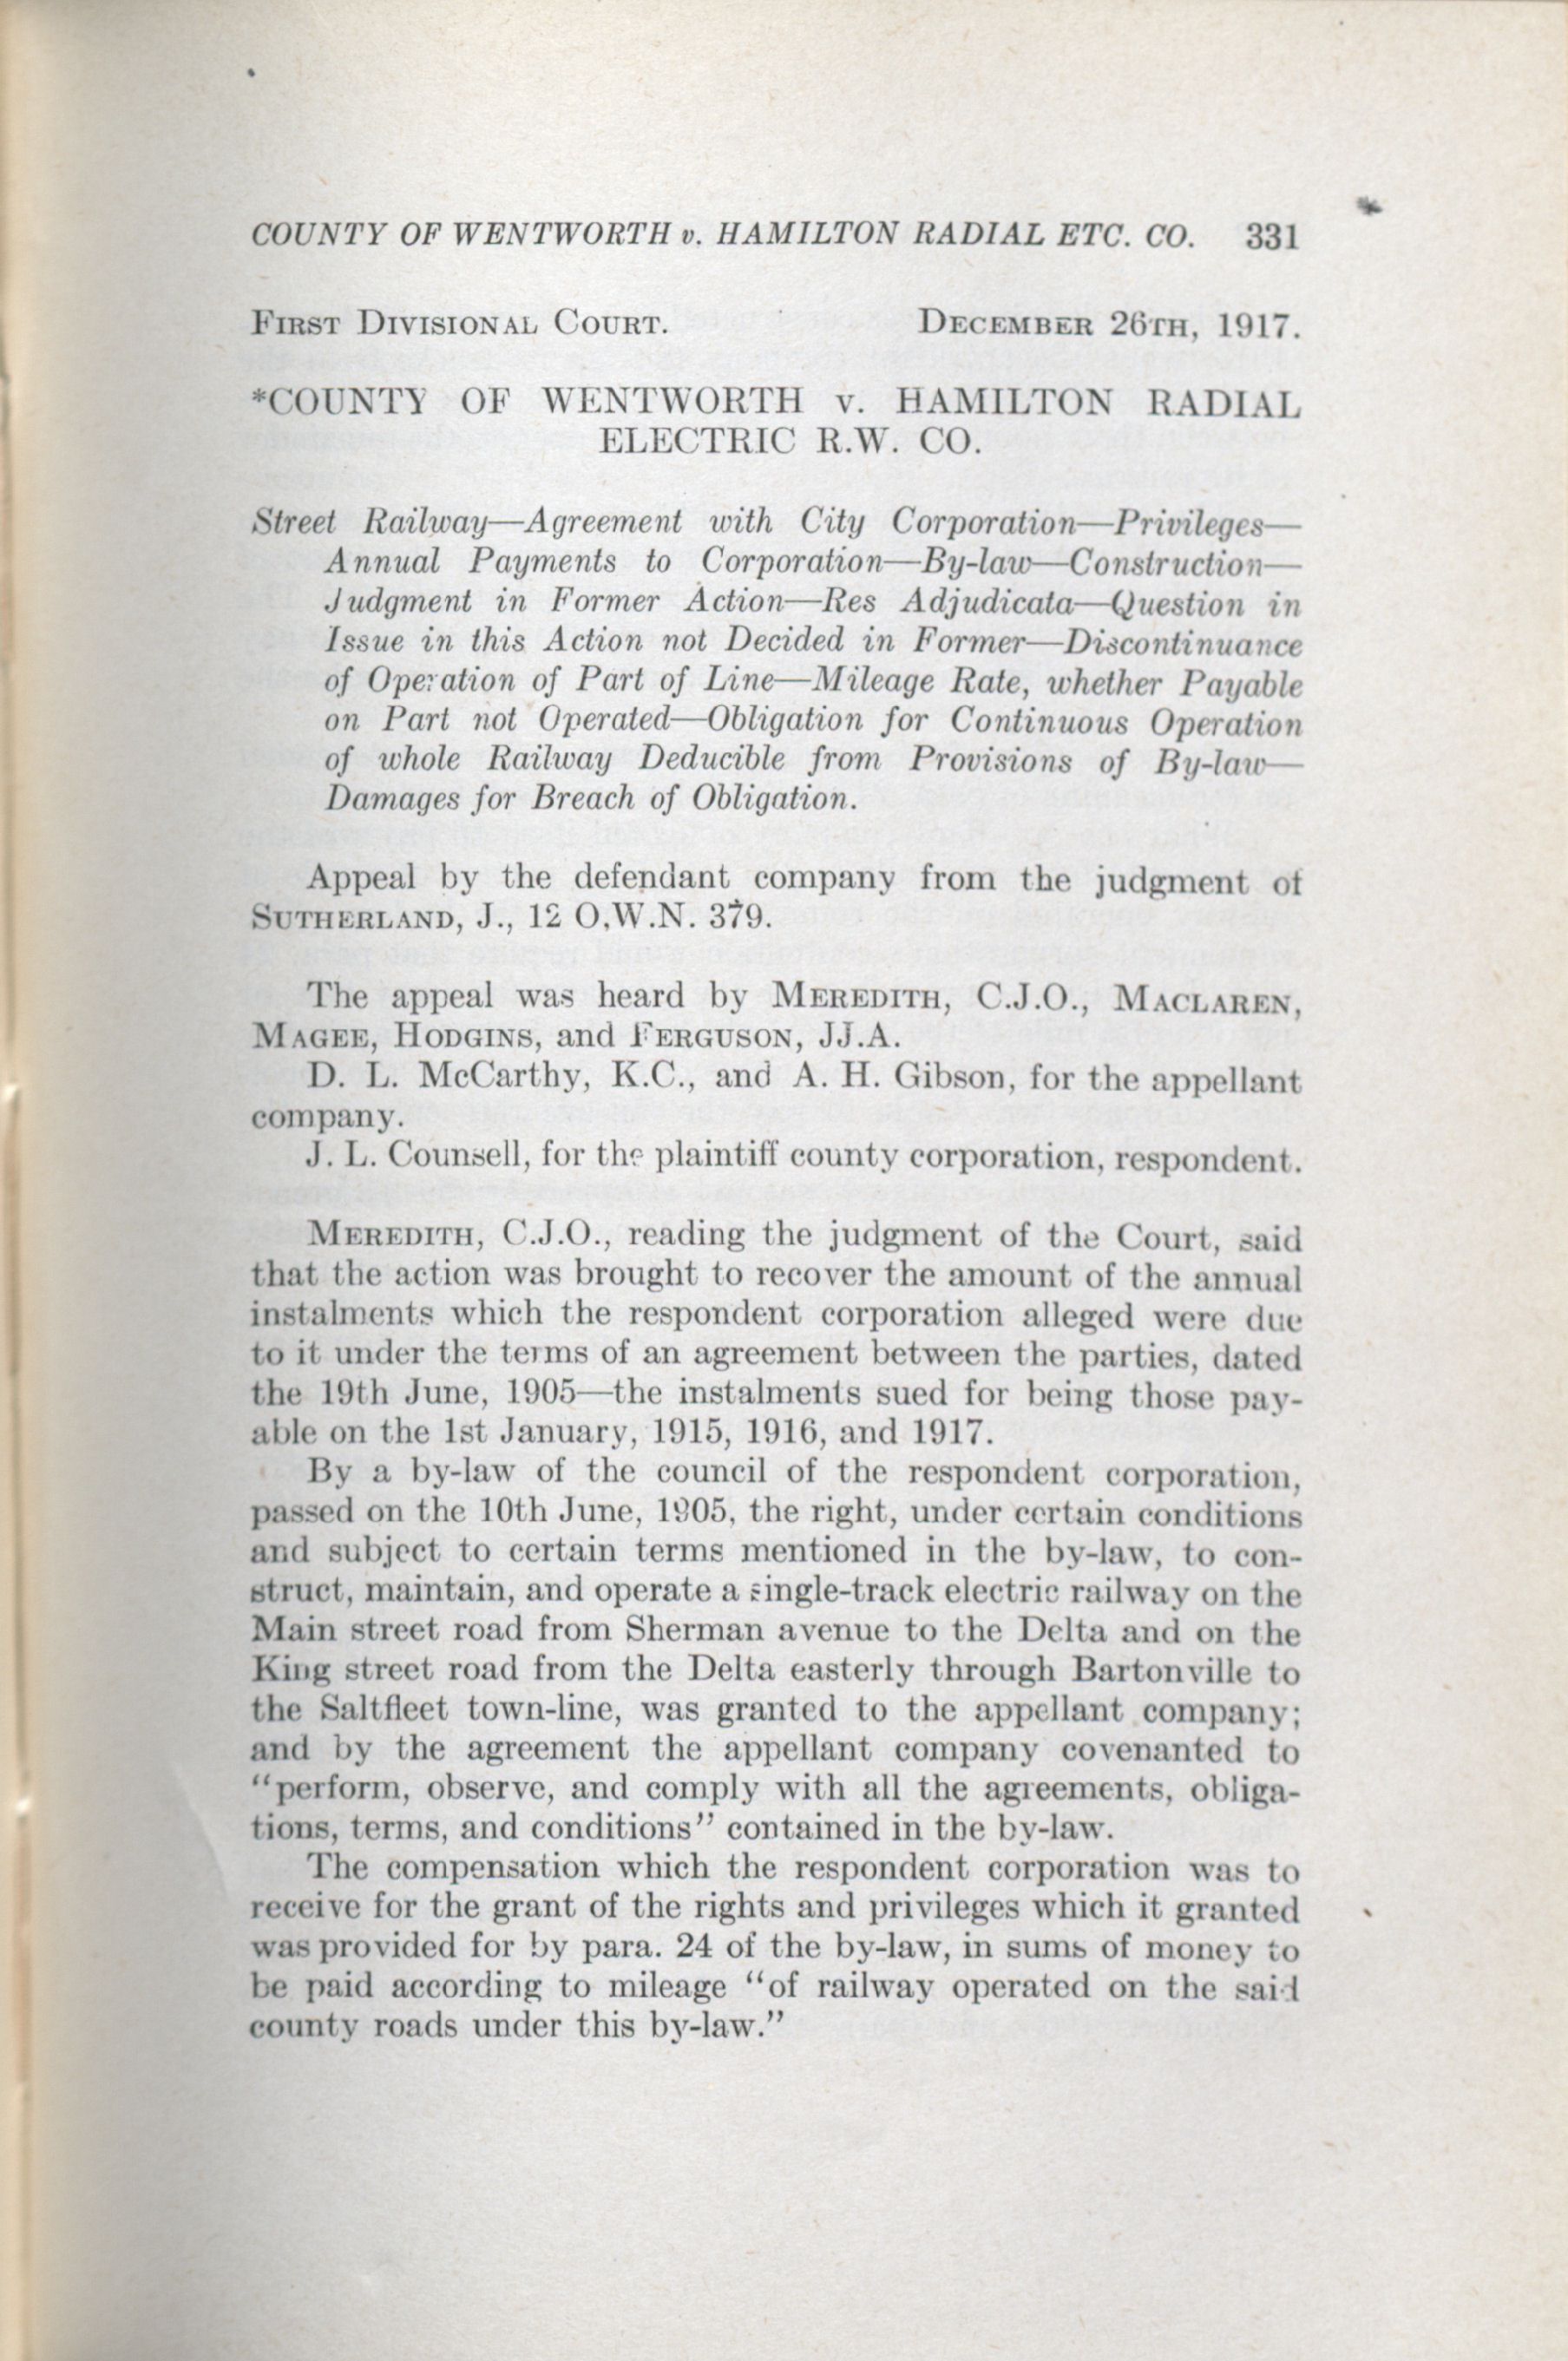 COUNTY OF WENTWORTH v. HAMILTON RADIAL ETC. CO. 331
FIRST DIVISIONAL COURT. DECEMBER 26TH, 1917.
*COUNTY OF WENTWORTH v. HAMILTON RADIAL
ELECTRIC R.W. CO.
Street Railway—Agreement with City Corporation—Privileges—
Annual Payments to Corporation—By-law—Construction—
Judgment in Former Action—Res Adjudicata—Question in
Issue in this Action not Decided in Former—Discontinuance
of Operation of Part of Line—Mileage Rate, whether Payable
on Part not Operated—Obligation for Continuous Operation
of whole Railway Deducible from Provisions of By-law—
Damages for Breach of Obligation.
Appeal by the defendant company from the judgment of
SUTHERLAND, J., 12 O.W.N. 379.
The appeal was heard by MEREDITH, C.J.O., MACLAREN,
MAGEE, HODGINS, and FERGUSON, JJ.A.
D. L. McCarthy, K.C., and A. H. Gibson, for the appellant
company.
J. L. Counsell, for the plaintiff county corporation, respondent.
MEREDITH, C.J.O., reading the judgment of the Court, said
that the action was brought to recover the amount of the annual
instalments which the respondent corporation alleged were due
to it under the terms of an agreement between the parties, dated
the 19th June, 1905—the instalments sued for being those pay-
able on the 1st January, 1915, 1916, and 1917.
By a by-law of the council of the respondent corporation,
passed on the 10th June, 1905, the right, under certain conditions
and subject to certain terms mentioned in the by-law, to con-
struct, maintain, and operate a single-track electric railway on the
Main street road from Sherman avenue to the Delta and on the
King street road from the Delta easterly through Bartonville to
the Saltfleet town-line, was granted to the appellant company;
and by the agreement the appellant company covenanted to
"perform, observe, and comply with all the agreements, obliga-
tions, terms, and conditions" contained in the by-law.
The compensation which the respondent corporation was to
receive for the grant of the rights and privileges which it granted
was provided for by para. 24 of the by-law, in sums of money to
be paid according to mileage "of railway operated on the said
county roads under this by-law."